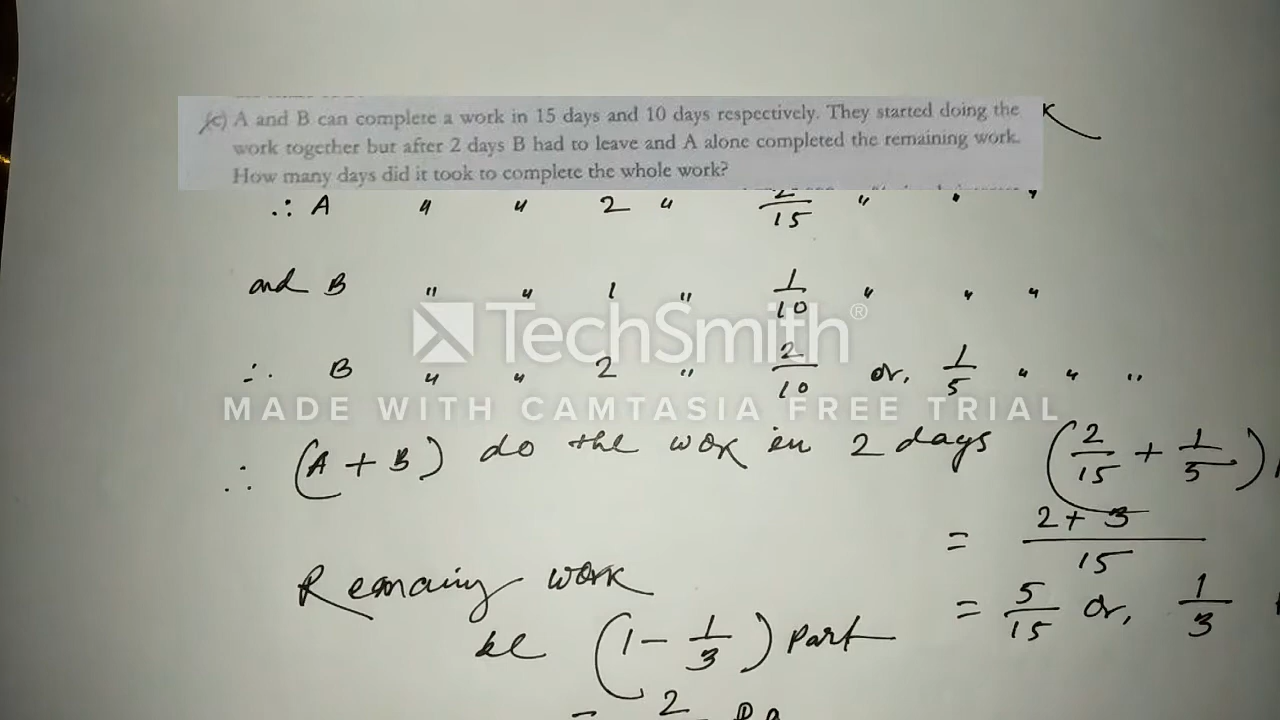 (c) A and B can complete a work in 15 days and 10 days respectively. They started doing the
work together but after 2 days B had to leave and A alone completed the remaining work.
How many days did it took to complete the whole work?
∴ A " " 2 " 2/15 " " "
and B " " 1 " 1/10 " " "
TechSmith®
∴ B " " 2 " 2/10 or, 1/5 " " "
MADE WITH CAMTASIA FREE TRIAL
∴ (A + B) do the work in 2 days (2/15 + 1/5)
= 2 + 3 / 15
Remaining work
= 5/15 or, 1/3
be (1 - 1/3) part
= 2